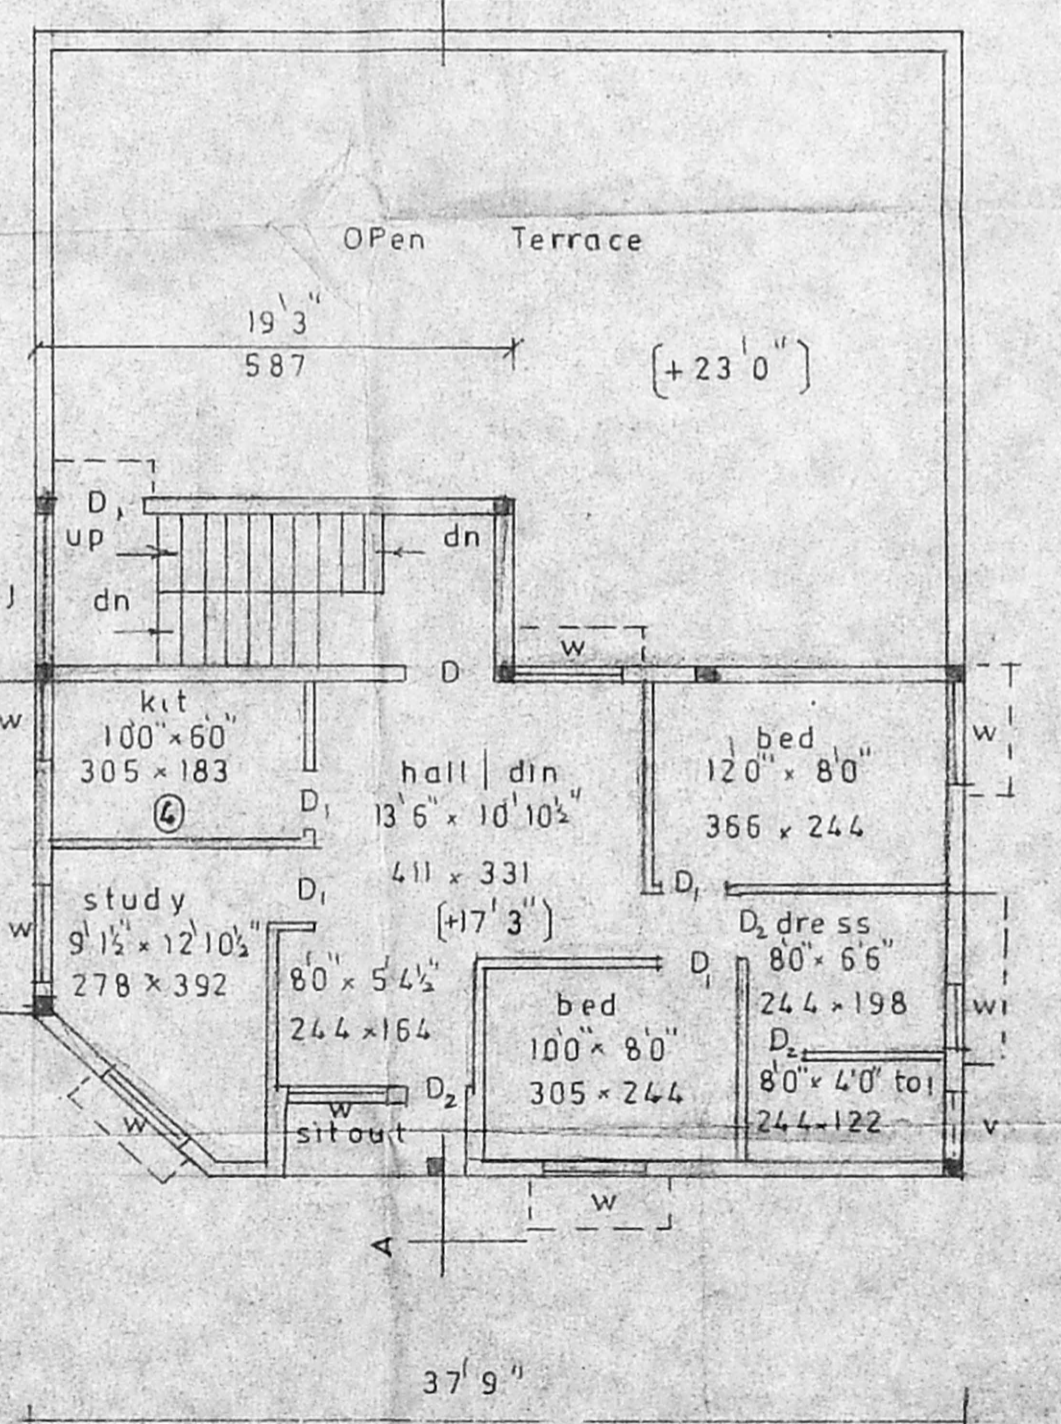 OPen Terrace
19'3"
587
(+23'0")
D1
up
dn
dn
J
D
w
kit
10'0"×6'0"
305 × 183
4
w
hall | din
13'6" × 10'10½"
411 × 331
(+17'3")
D1
bed
12'0" × 8'0"
366 × 244
w
D1
study
9'1½" × 12'10½"
278 × 392
w
D1
8'0" × 5'4½"
244 × 164
D2
w
sitout
w
D1
bed
10'0" × 8'0"
305 × 244
D2 dress
8'0" × 6'6"
244 × 198
w
D2
8'0" × 4'0" toi
244×122
v
w
A
37'9"